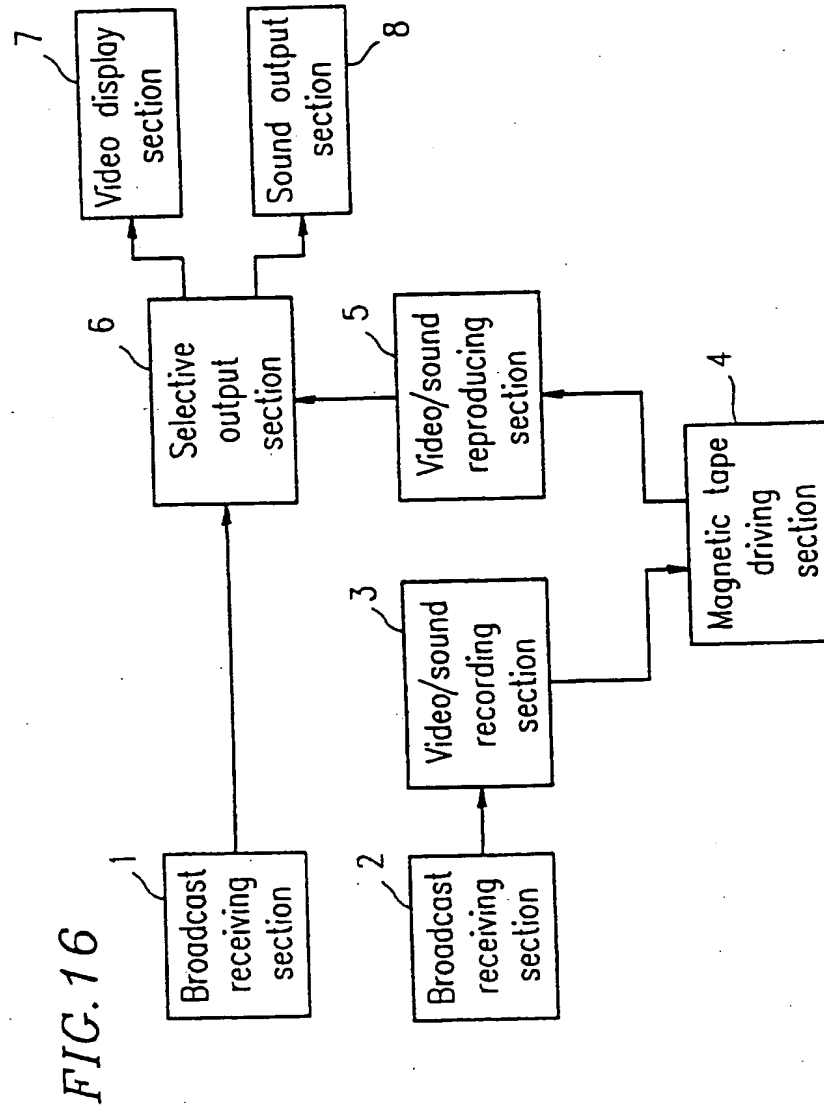 FIG.16
1
Broadcast
receiving
section
2
Broadcast
receiving
section
3
Video/sound
recording
section
4
Magnetic tape
driving
section
5
Video/sound
reproducing
section
6
Selective
output
section
7
Video display
section
8
Sound output
section